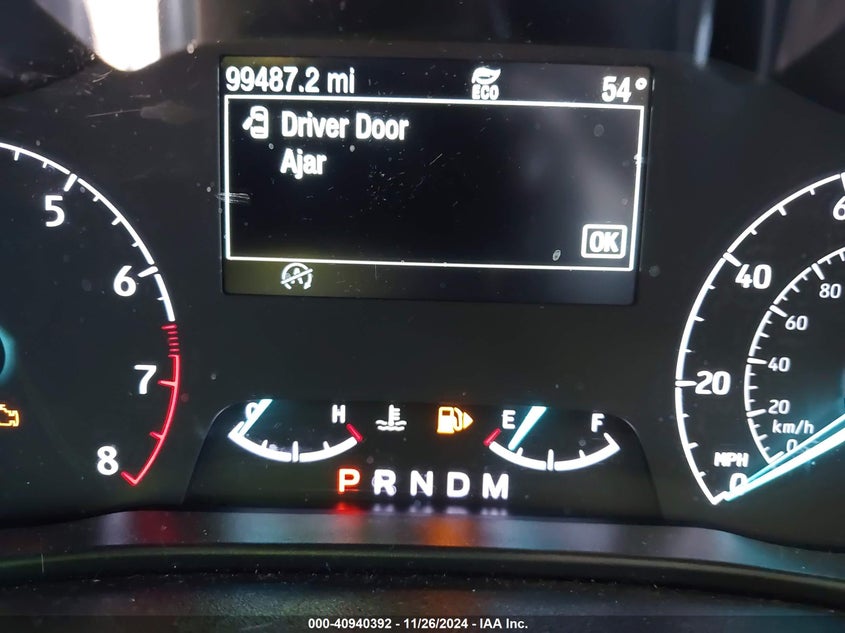 99487.2 mi ECO 54°
Driver Door
Ajar
OK
A
5
6
7
8
H
E F
P R N D M
6
40
20
0
MPH
80
60
40
20
0
km/h
000-40940392 - 11/26/2024 - IAA Inc.